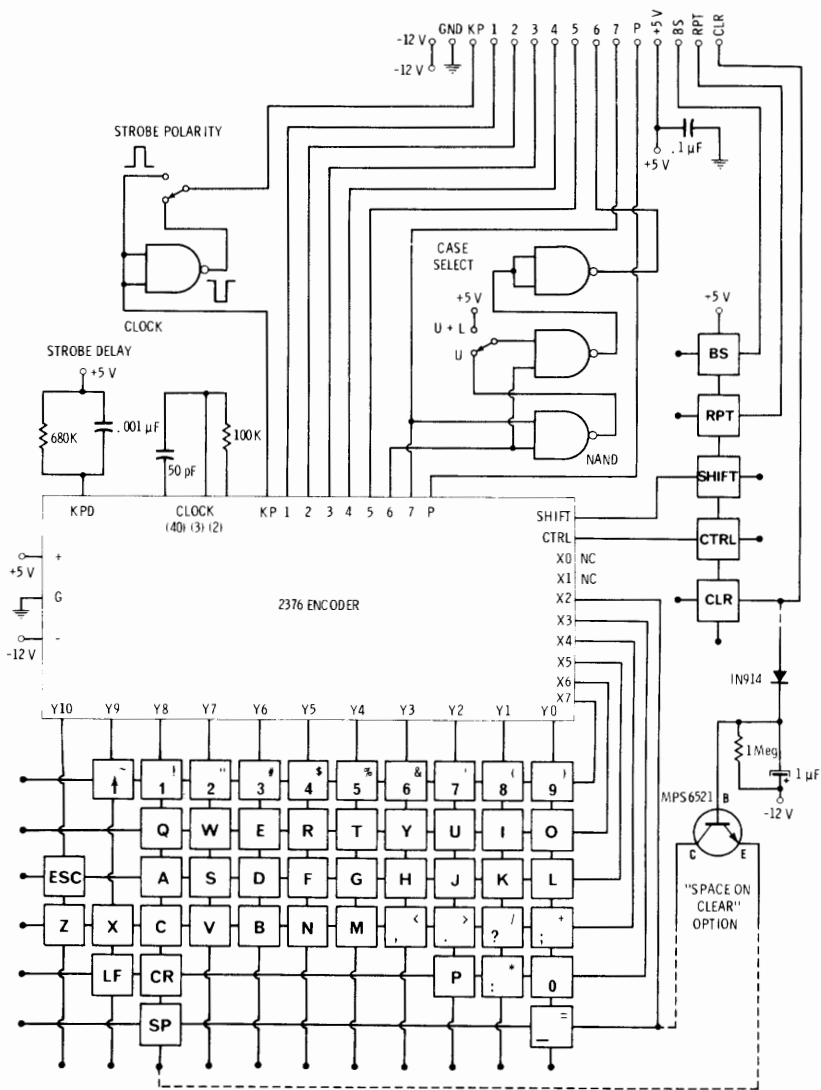 -12 V GND KP 1 2 3 4 5 6 7 P +5 V BS RPT CLR
-12 V
STROBE POLARITY
.1 µF
+5 V
CASE
SELECT
+5 V
U + L
U
+5 V
CLOCK
BS
STROBE DELAY
+5 V
RPT
680K
.001 µF
50 pF
100K
NAND
SHIFT
KPD
CLOCK
(40) (3) (2)
KP 1 2 3 4 5 6 7 P
SHIFT
CTRL
CTRL
X0 NC
+
+5 V
X1 NC
G
2376 ENCODER
X2
CLR
X3
-
-12 V
X4
X5
X6
X7
IN914
Y10 Y9 Y8 Y7 Y6 Y5 Y4 Y3 Y2 Y1 Y0
1 Meg
1 µF
-12 V
~ ! " # $ % & ' ( )
↑ 1 2 3 4 5 6 7 8 9
MPS6521 B
C E
Q W E R T Y U I O
ESC A S D F G H J K L
"SPACE ON
CLEAR"
OPTION
< > / +
Z X C V B N M , . ? ;
*
LF CR P : 0
=
SP _